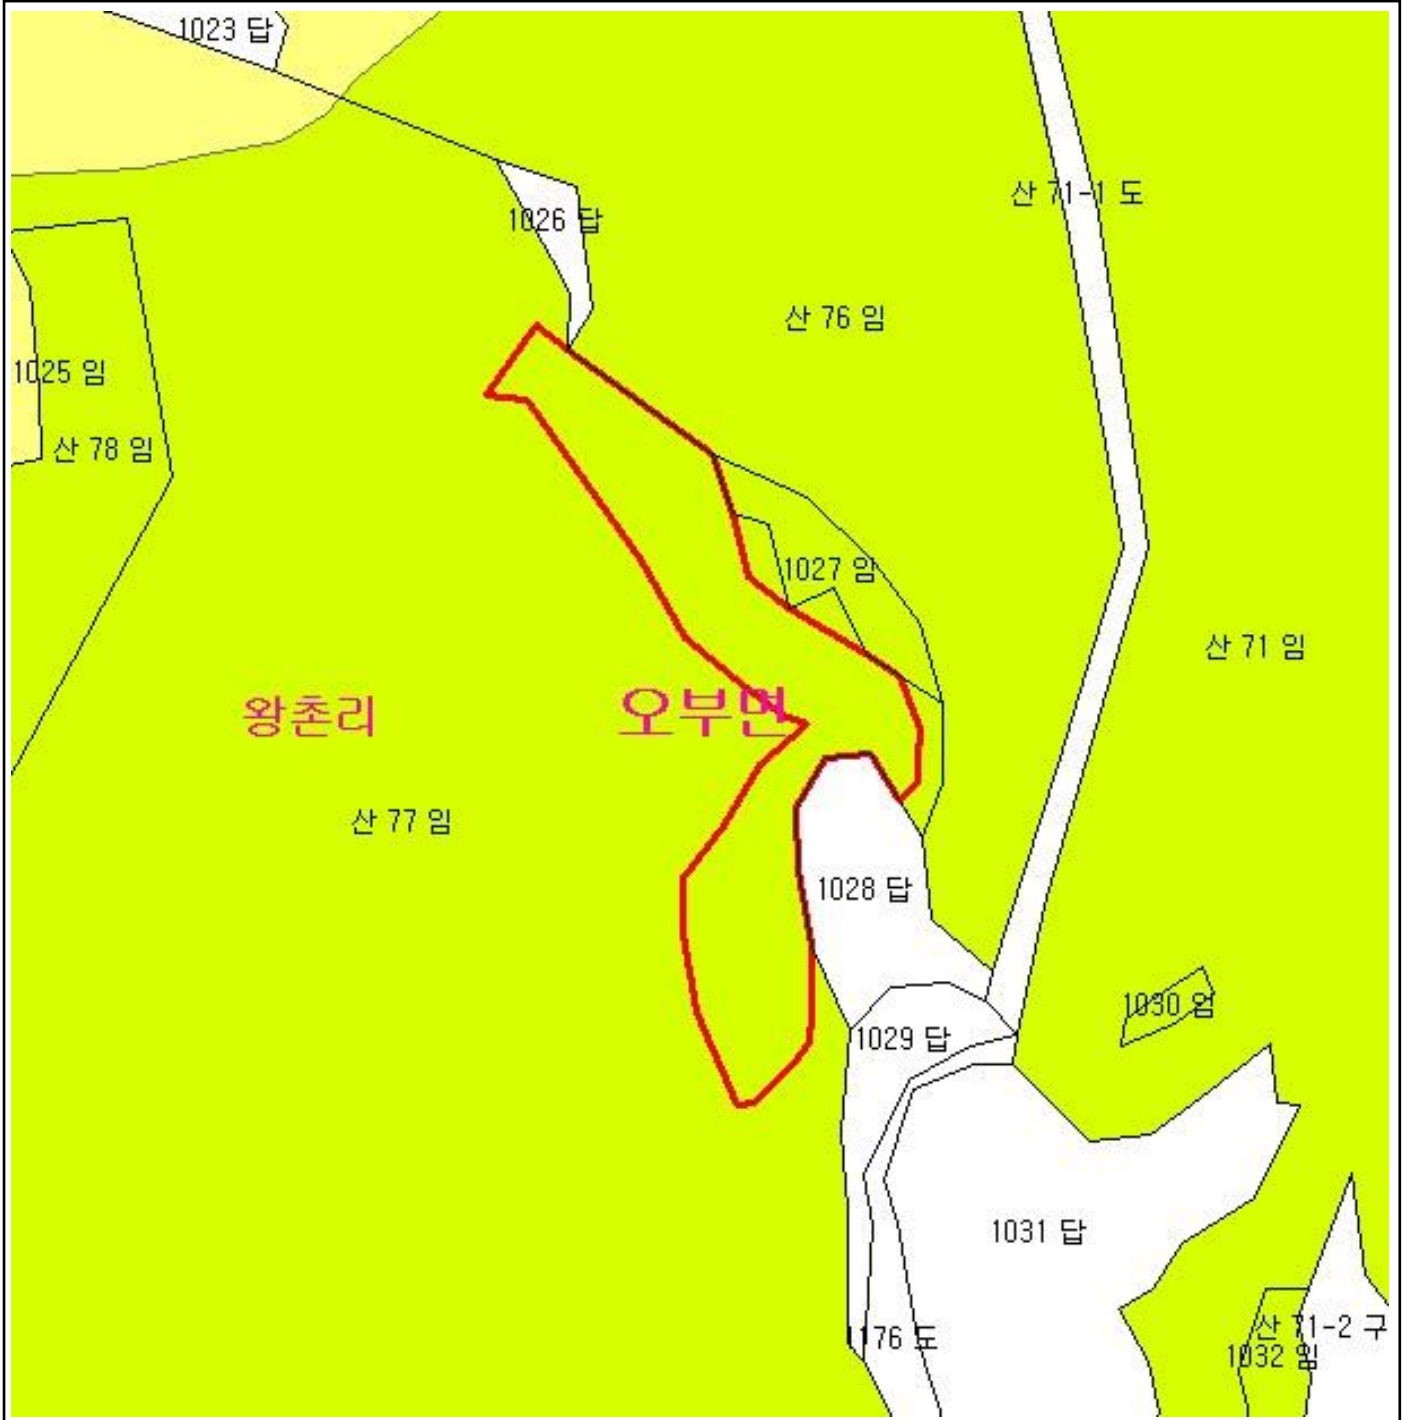 1023 답
산 71-1 도
1026 답
산 76 임
1025 임
산 78 임
1027 임
산 71 임
왕촌리
오부면
산 77 임
1028 답
1030 임
1029 답
1031 답
산 71-2 구
1176 도
1032 임